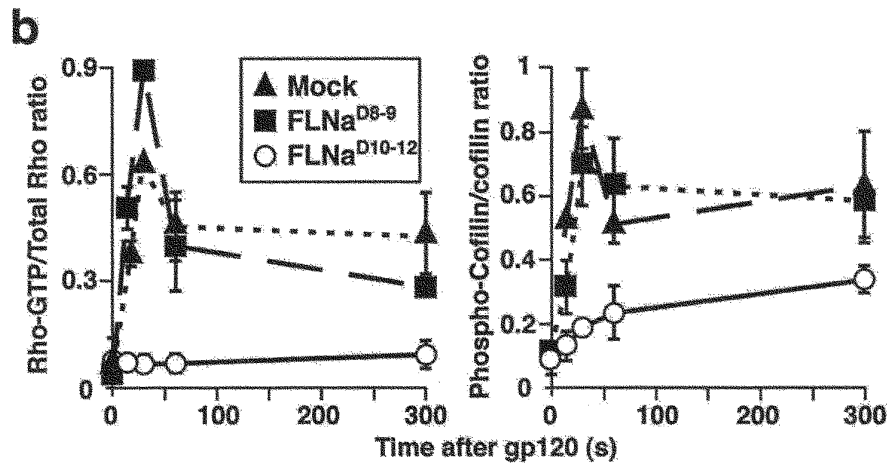 b
Rho-GTP/Total Rho ratio
0.9
0.6
0.3
0
Mock
FLNaD8-9
FLNaD10-12
0 100 200 300
Phospho-Cofilin/cofilin ratio
1
0.8
0.6
0.4
0.2
0
0 100 200 300
Time after gp120 (s)